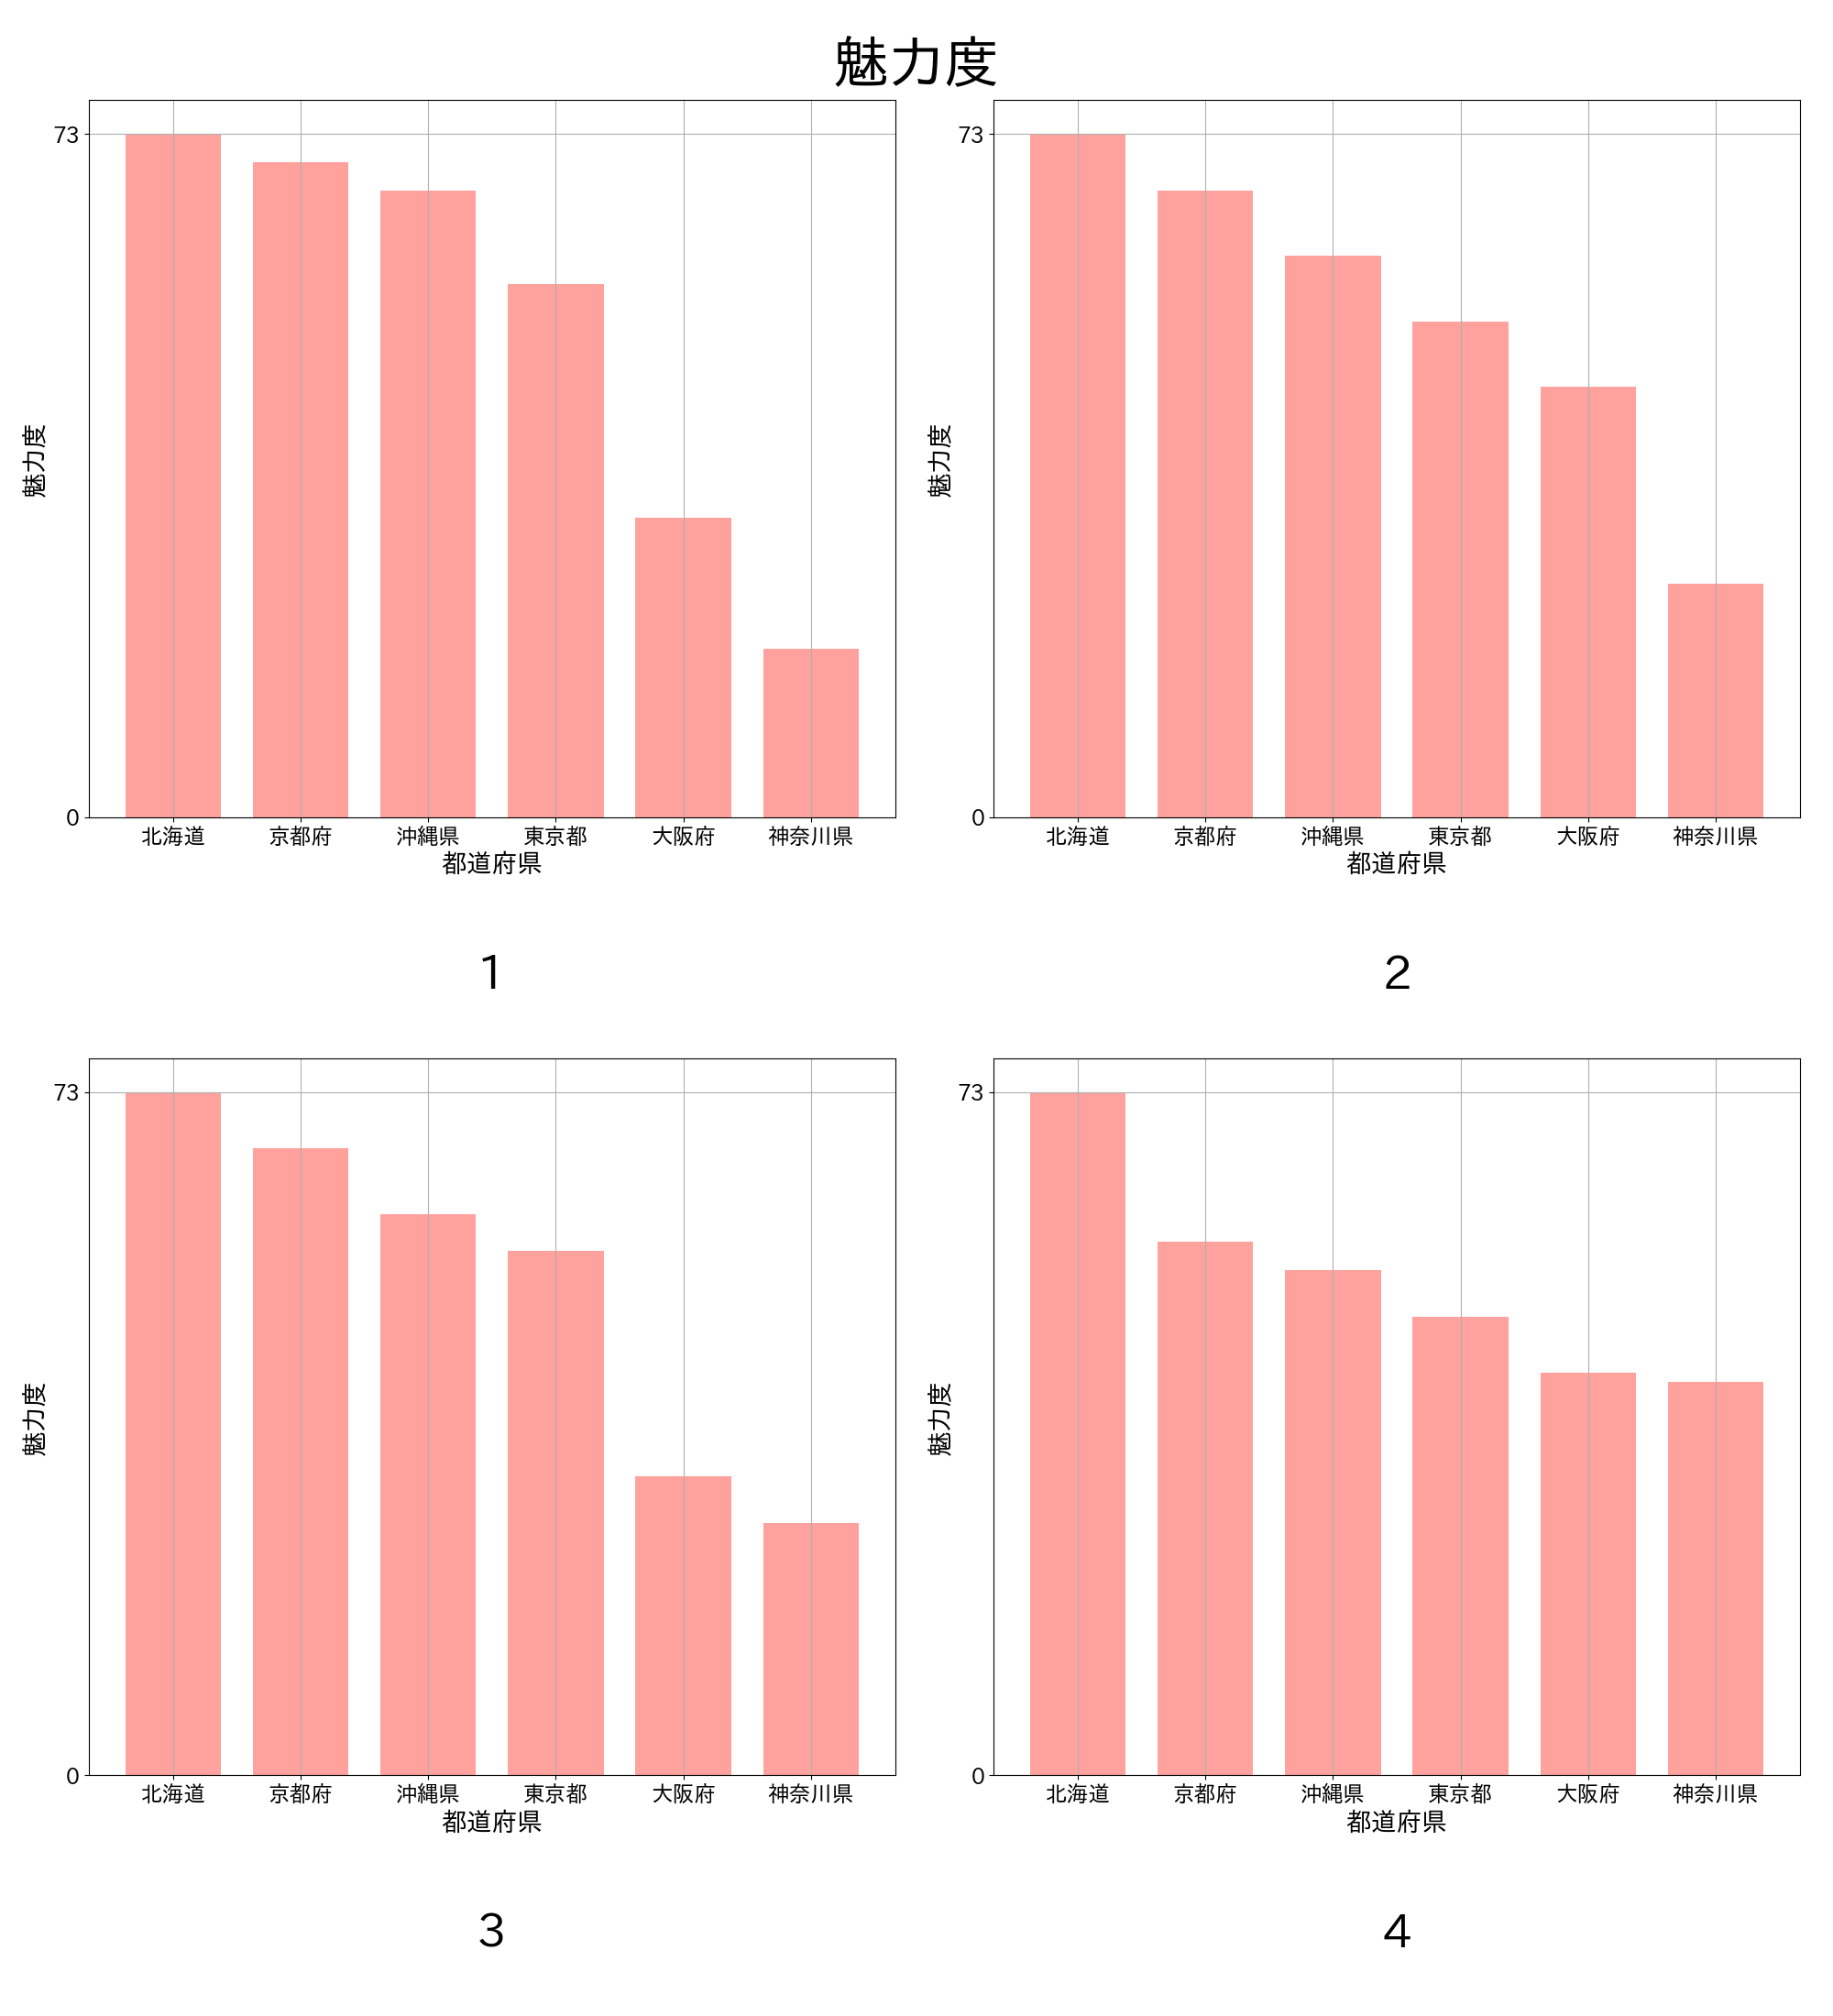 魅力度
73
0
魅力度
北海道 京都府 沖縄県 東京都 大阪府 神奈川県
都道府県
1
73
0
魅力度
北海道 京都府 沖縄県 東京都 大阪府 神奈川県
都道府県
2
73
0
魅力度
北海道 京都府 沖縄県 東京都 大阪府 神奈川県
都道府県
3
73
0
魅力度
北海道 京都府 沖縄県 東京都 大阪府 神奈川県
都道府県
4